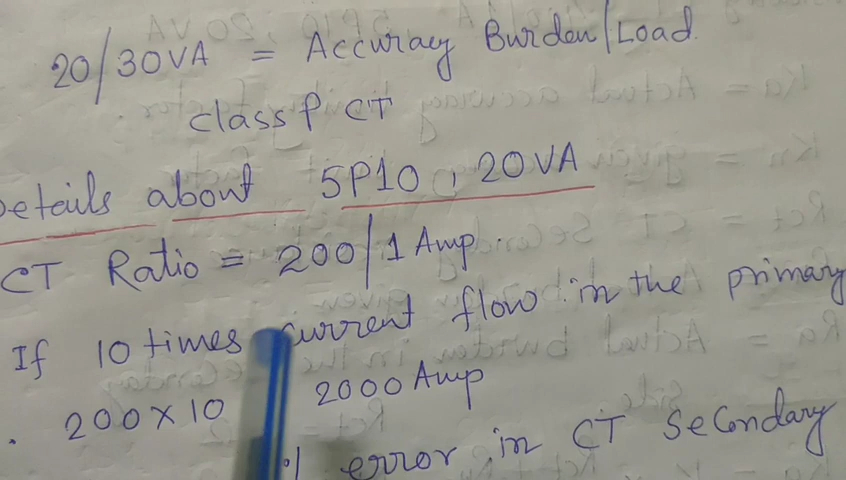 20/30VA = Accuracy Burden/Load
class P CT
Details about 5P10, 20VA
CT Ratio = 200/1 Amp.
If 10 times current flow in the primary
200×10 2000 Amp
% error in CT Secondary